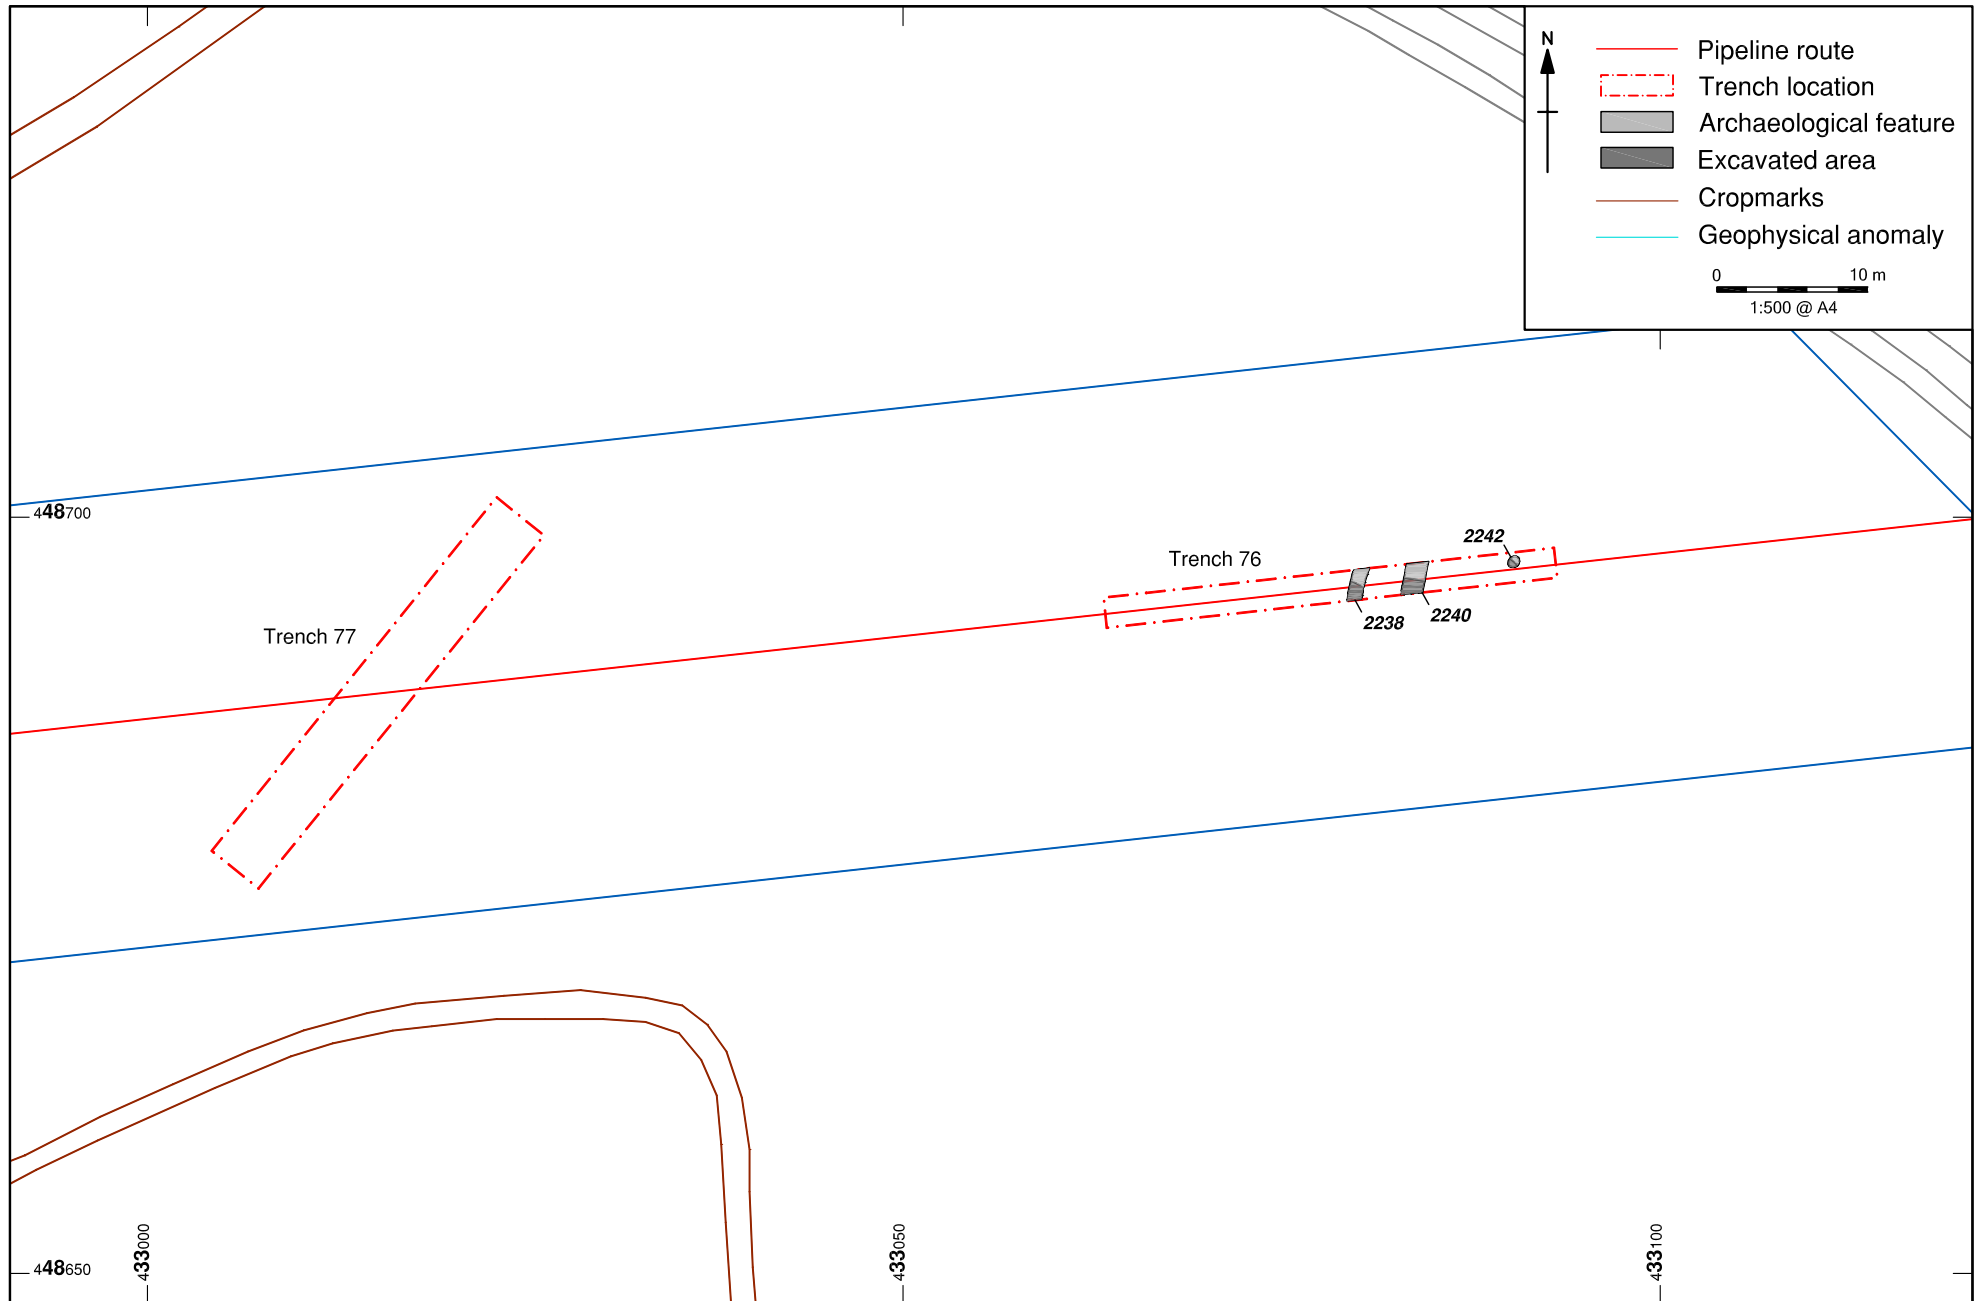 N
Pipeline route
Trench location
Archaeological feature
Excavated area
Cropmarks
Geophysical anomaly
0 10 m
1:500 @ A4
448700
2242
Trench 76
2238
2240
Trench 77
433000
433050
433100
448650